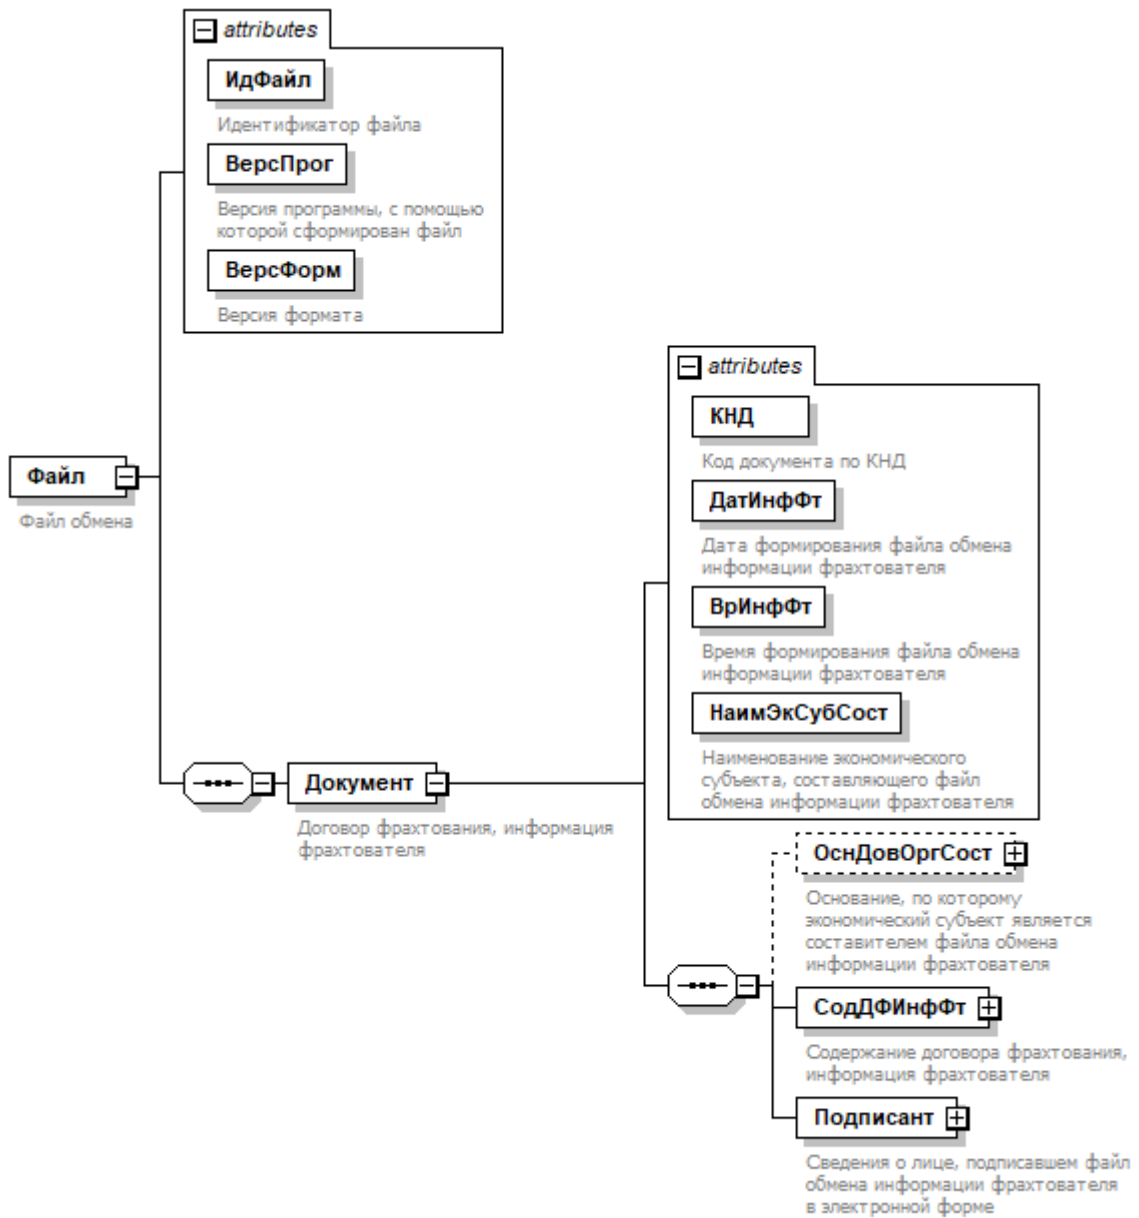 attributes
ИдФайл
Идентификатор файла
ВерсПрог
Версия программы, с помощью
которой сформирован файл
ВерсФорм
Версия формата
Файл
Файл обмена
Документ
Договор фрахтования, информация
фрахтователя
attributes
КНД
Код документа по КНД
ДатИнфФт
Дата формирования файла обмена
информации фрахтователя
ВрИнфФт
Время формирования файла обмена
информации фрахтователя
НаимЭкСубСост
Наименование экономического
субъекта, составляющего файл
обмена информации фрахтователя
ОснДовОргСост
Основание, по которому
экономический субъект является
составителем файла обмена
информации фрахтователя
СодДФИнфФт
Содержание договора фрахтования,
информация фрахтователя
Подписант
Сведения о лице, подписавшем файл
обмена информации фрахтователя
в электронной форме